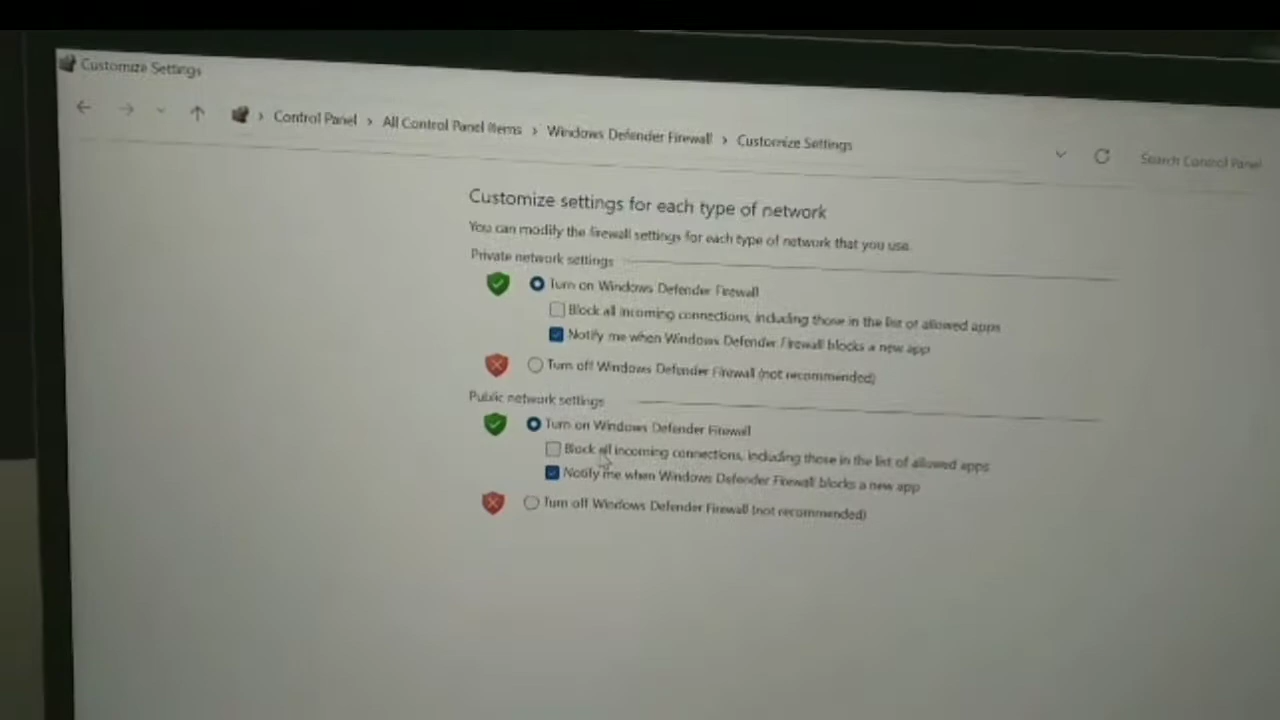 Customize Settings
Control Panel > All Control Panel Items > Windows Defender Firewall > Customize Settings
Search Control Panel
Customize settings for each type of network
You can modify the firewall settings for each type of network that you use.
Private network settings
Turn on Windows Defender Firewall
Block all incoming connections, including those in the list of allowed apps
Notify me when Windows Defender Firewall blocks a new app
Turn off Windows Defender Firewall (not recommended)
Public network settings
Turn on Windows Defender Firewall
Block all incoming connections, including those in the list of allowed apps
Notify me when Windows Defender Firewall blocks a new app
Turn off Windows Defender Firewall (not recommended)